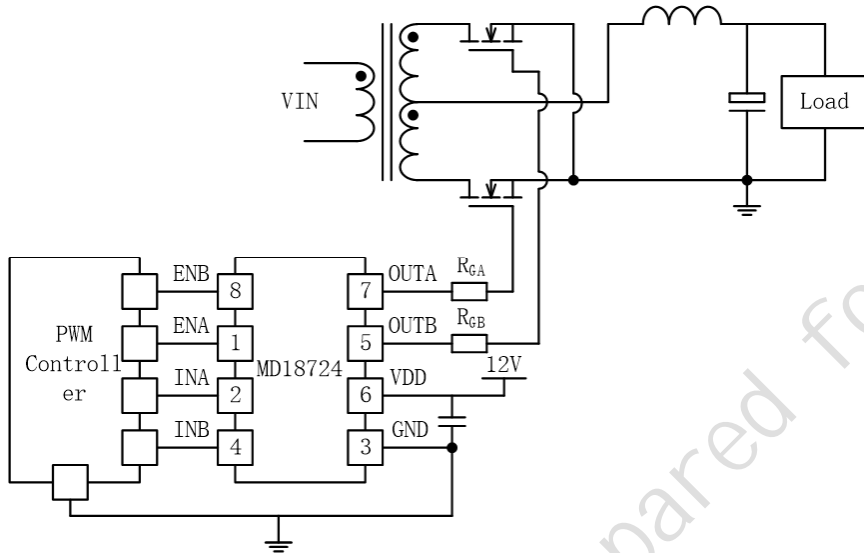 VIN
Load
PWM
Controll
er
ENB
8
ENA
1
INA
2
INB
4
MD18724
7
OUTA
RGA
5
OUTB
RGB
6
VDD
12V
3
GND